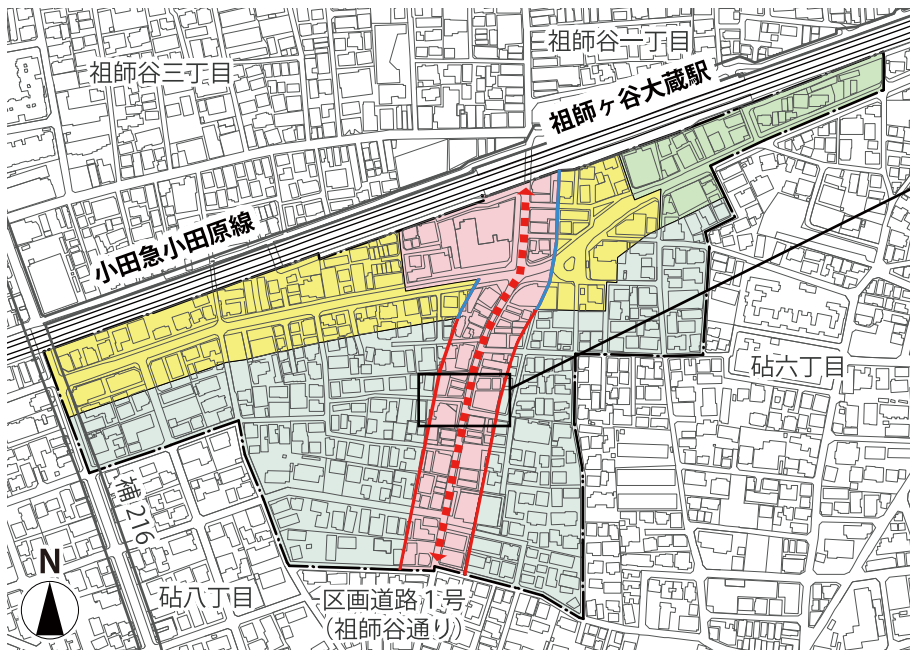 祖師谷一丁目
祖師谷三丁目
祖師ヶ谷大蔵駅
小田急小田原線
砧六丁目
補216
N
砧八丁目
区画道路1号
(祖師谷通り)